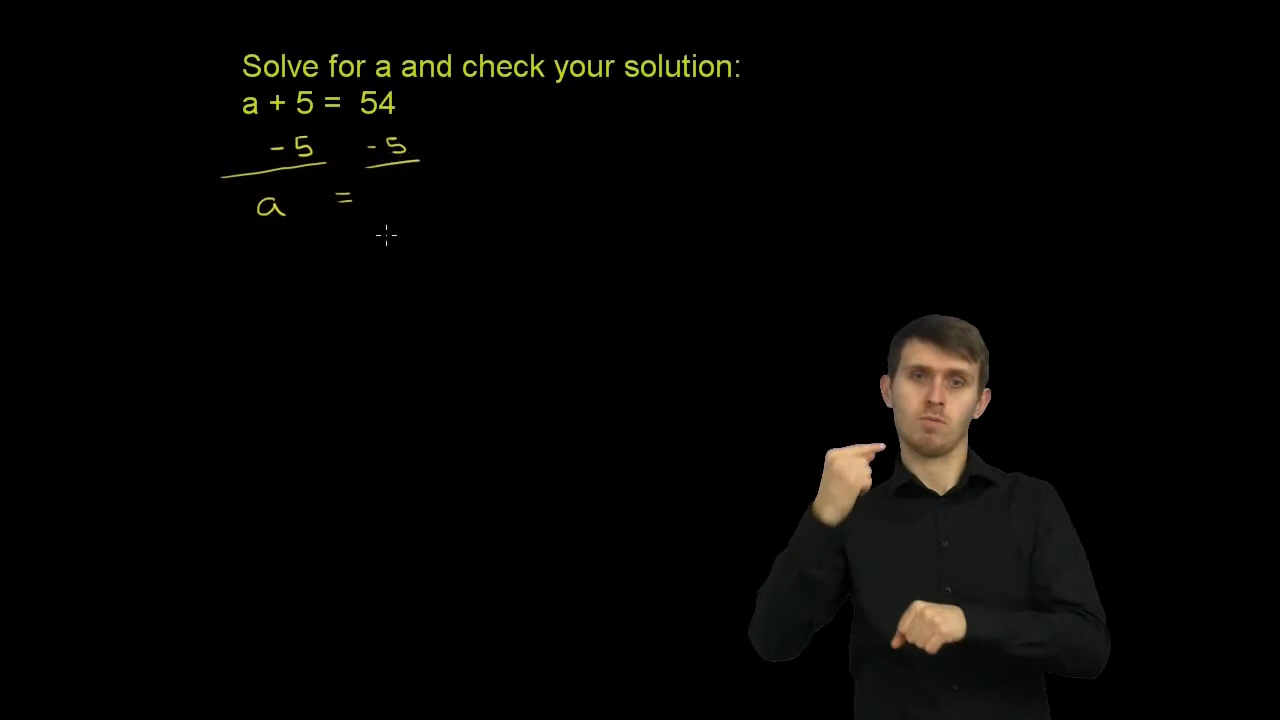 Solve for a and check your solution:
a + 5 = 54
- 5 - 5
a =